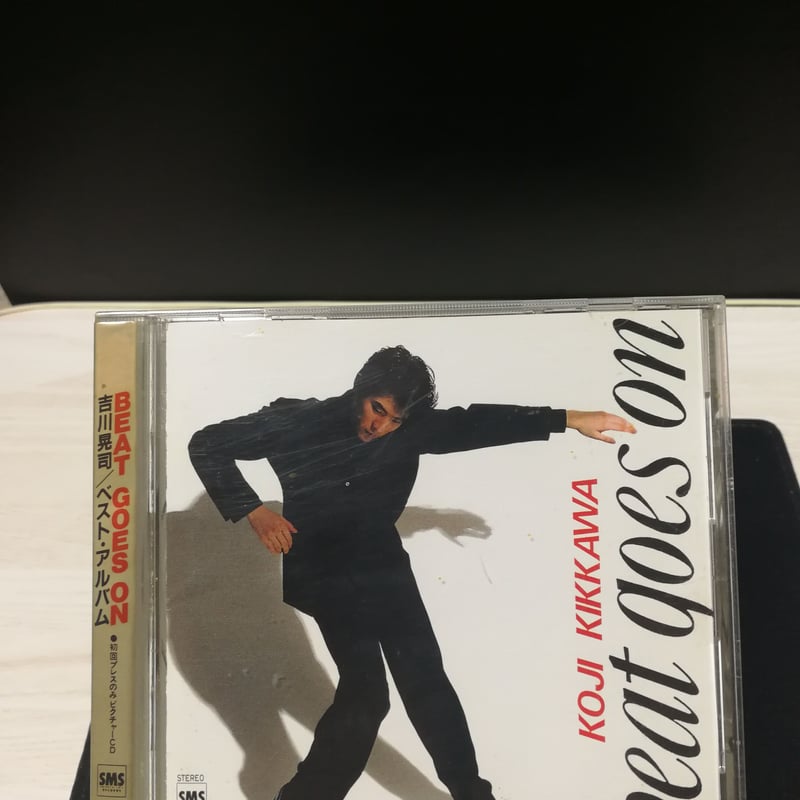 BEAT GOES ON
吉川晃司/ベスト・アルバム
●初回プレスのみピクチャーCD
SMS
RECORDS
KOJI KIKKAWA
beat goes on
STEREO
SMS